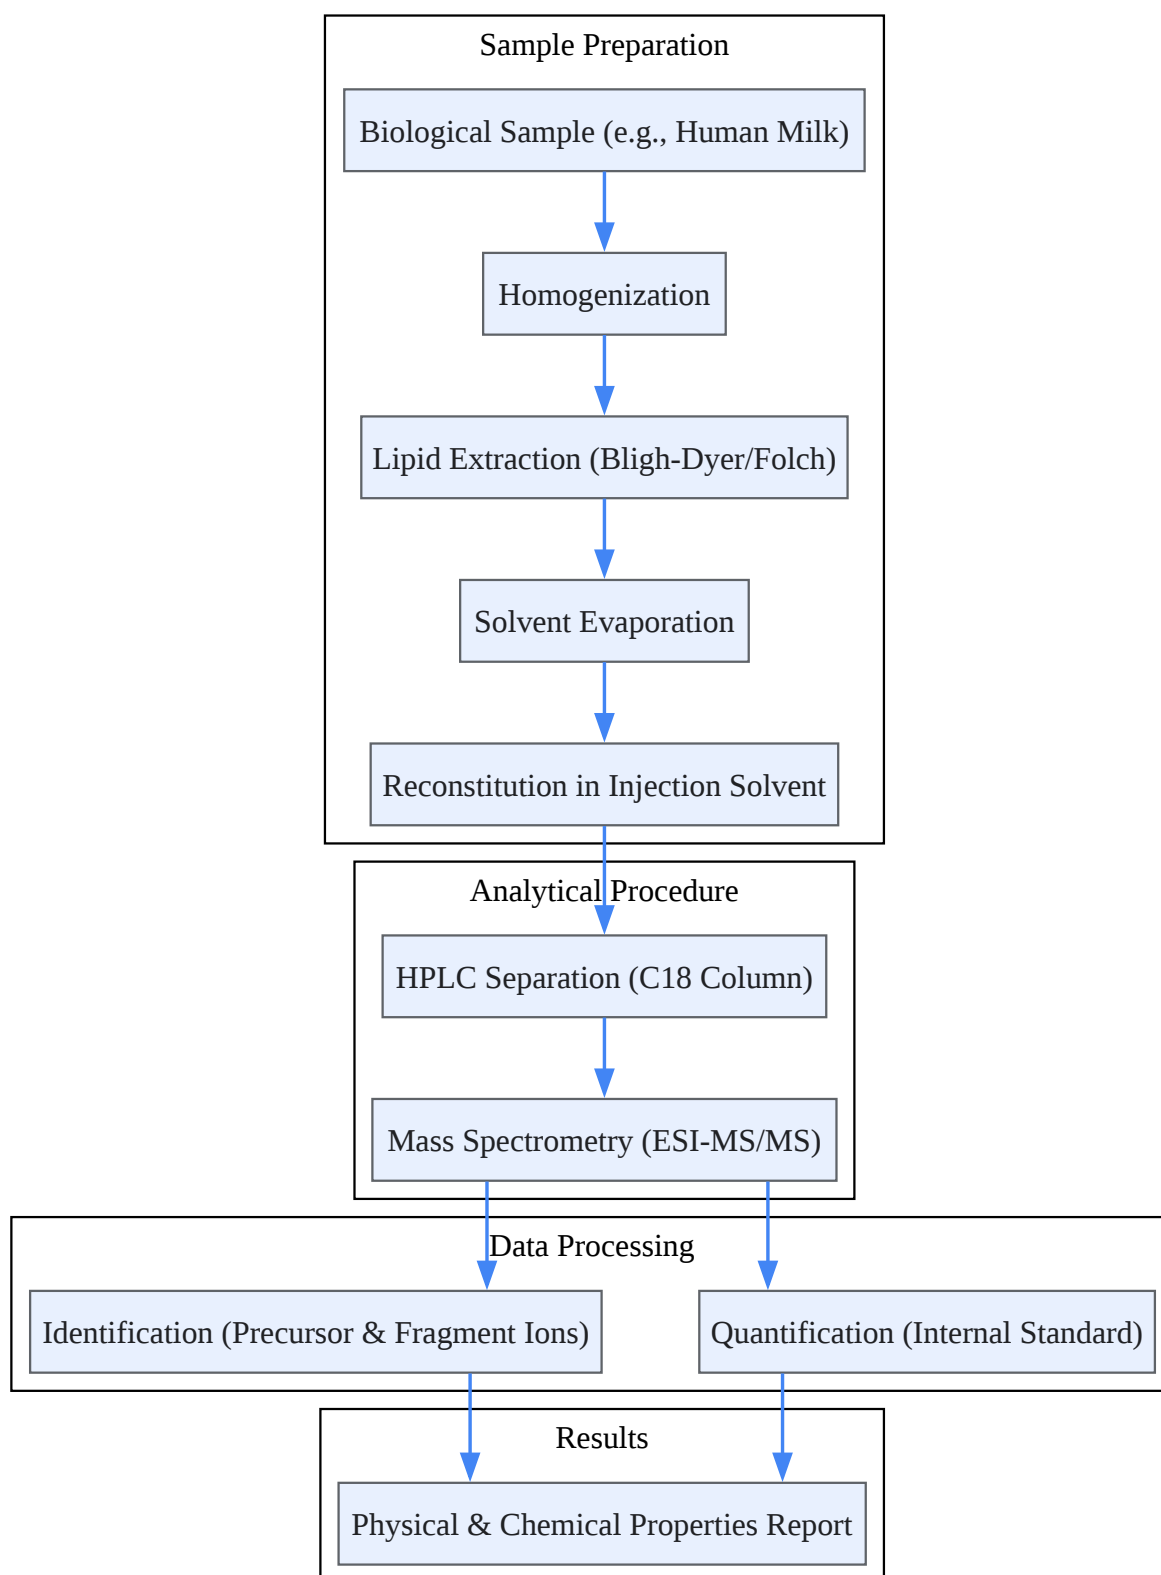 Sample Preparation
Biological Sample (e.g., Human Milk)
Homogenization
Lipid Extraction (Bligh-Dyer/Folch)
Solvent Evaporation
Reconstitution in Injection Solvent
Analytical Procedure
HPLC Separation (C18 Column)
Mass Spectrometry (ESI-MS/MS)
Data Processing
Identification (Precursor & Fragment Ions)
Quantification (Internal Standard)
Results
Physical & Chemical Properties Report